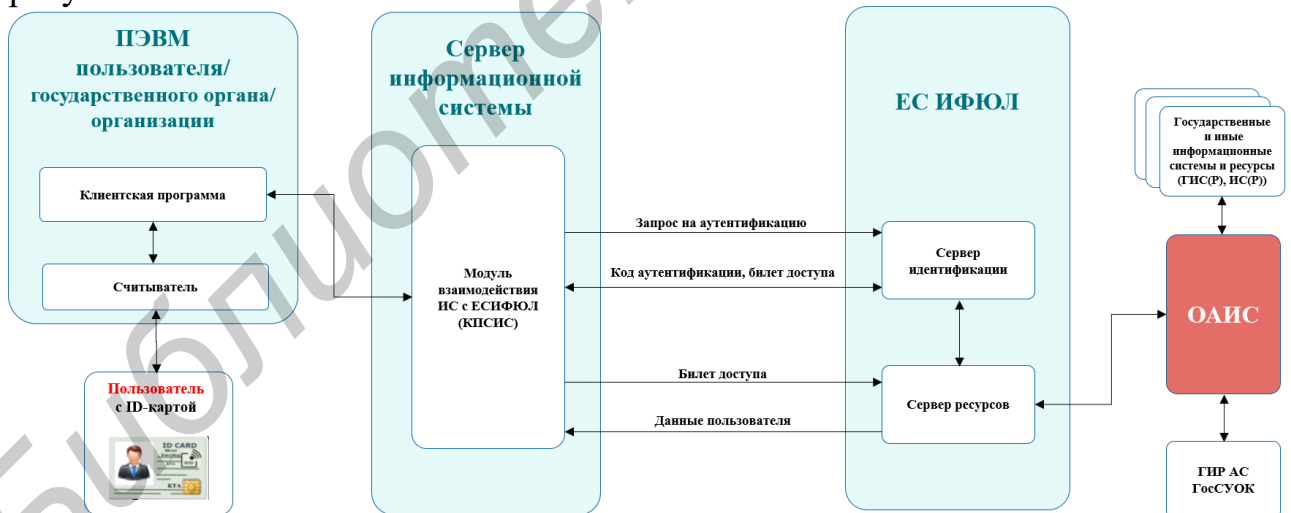 ПЭВМ
пользователя/
государственного органа/
организации
Клиентская программа
Считыватель
Пользователь
с ID-картой
ID CARD
КТА
Сервер
информационной
системы
Модуль
взаимодействия
ИС с ЕСИФЮЛ
(КПСИС)
Запрос на аутентификацию
Код аутентификации, билет доступа
Билет доступа
Данные пользователя
ЕС ИФЮЛ
Сервер
идентификации
Сервер ресурсов
Государственные
и иные
информационные
системы и ресурсы
(ГИС(Р), ИС(Р))
ОАИС
ГИР АС
ГосСУОК